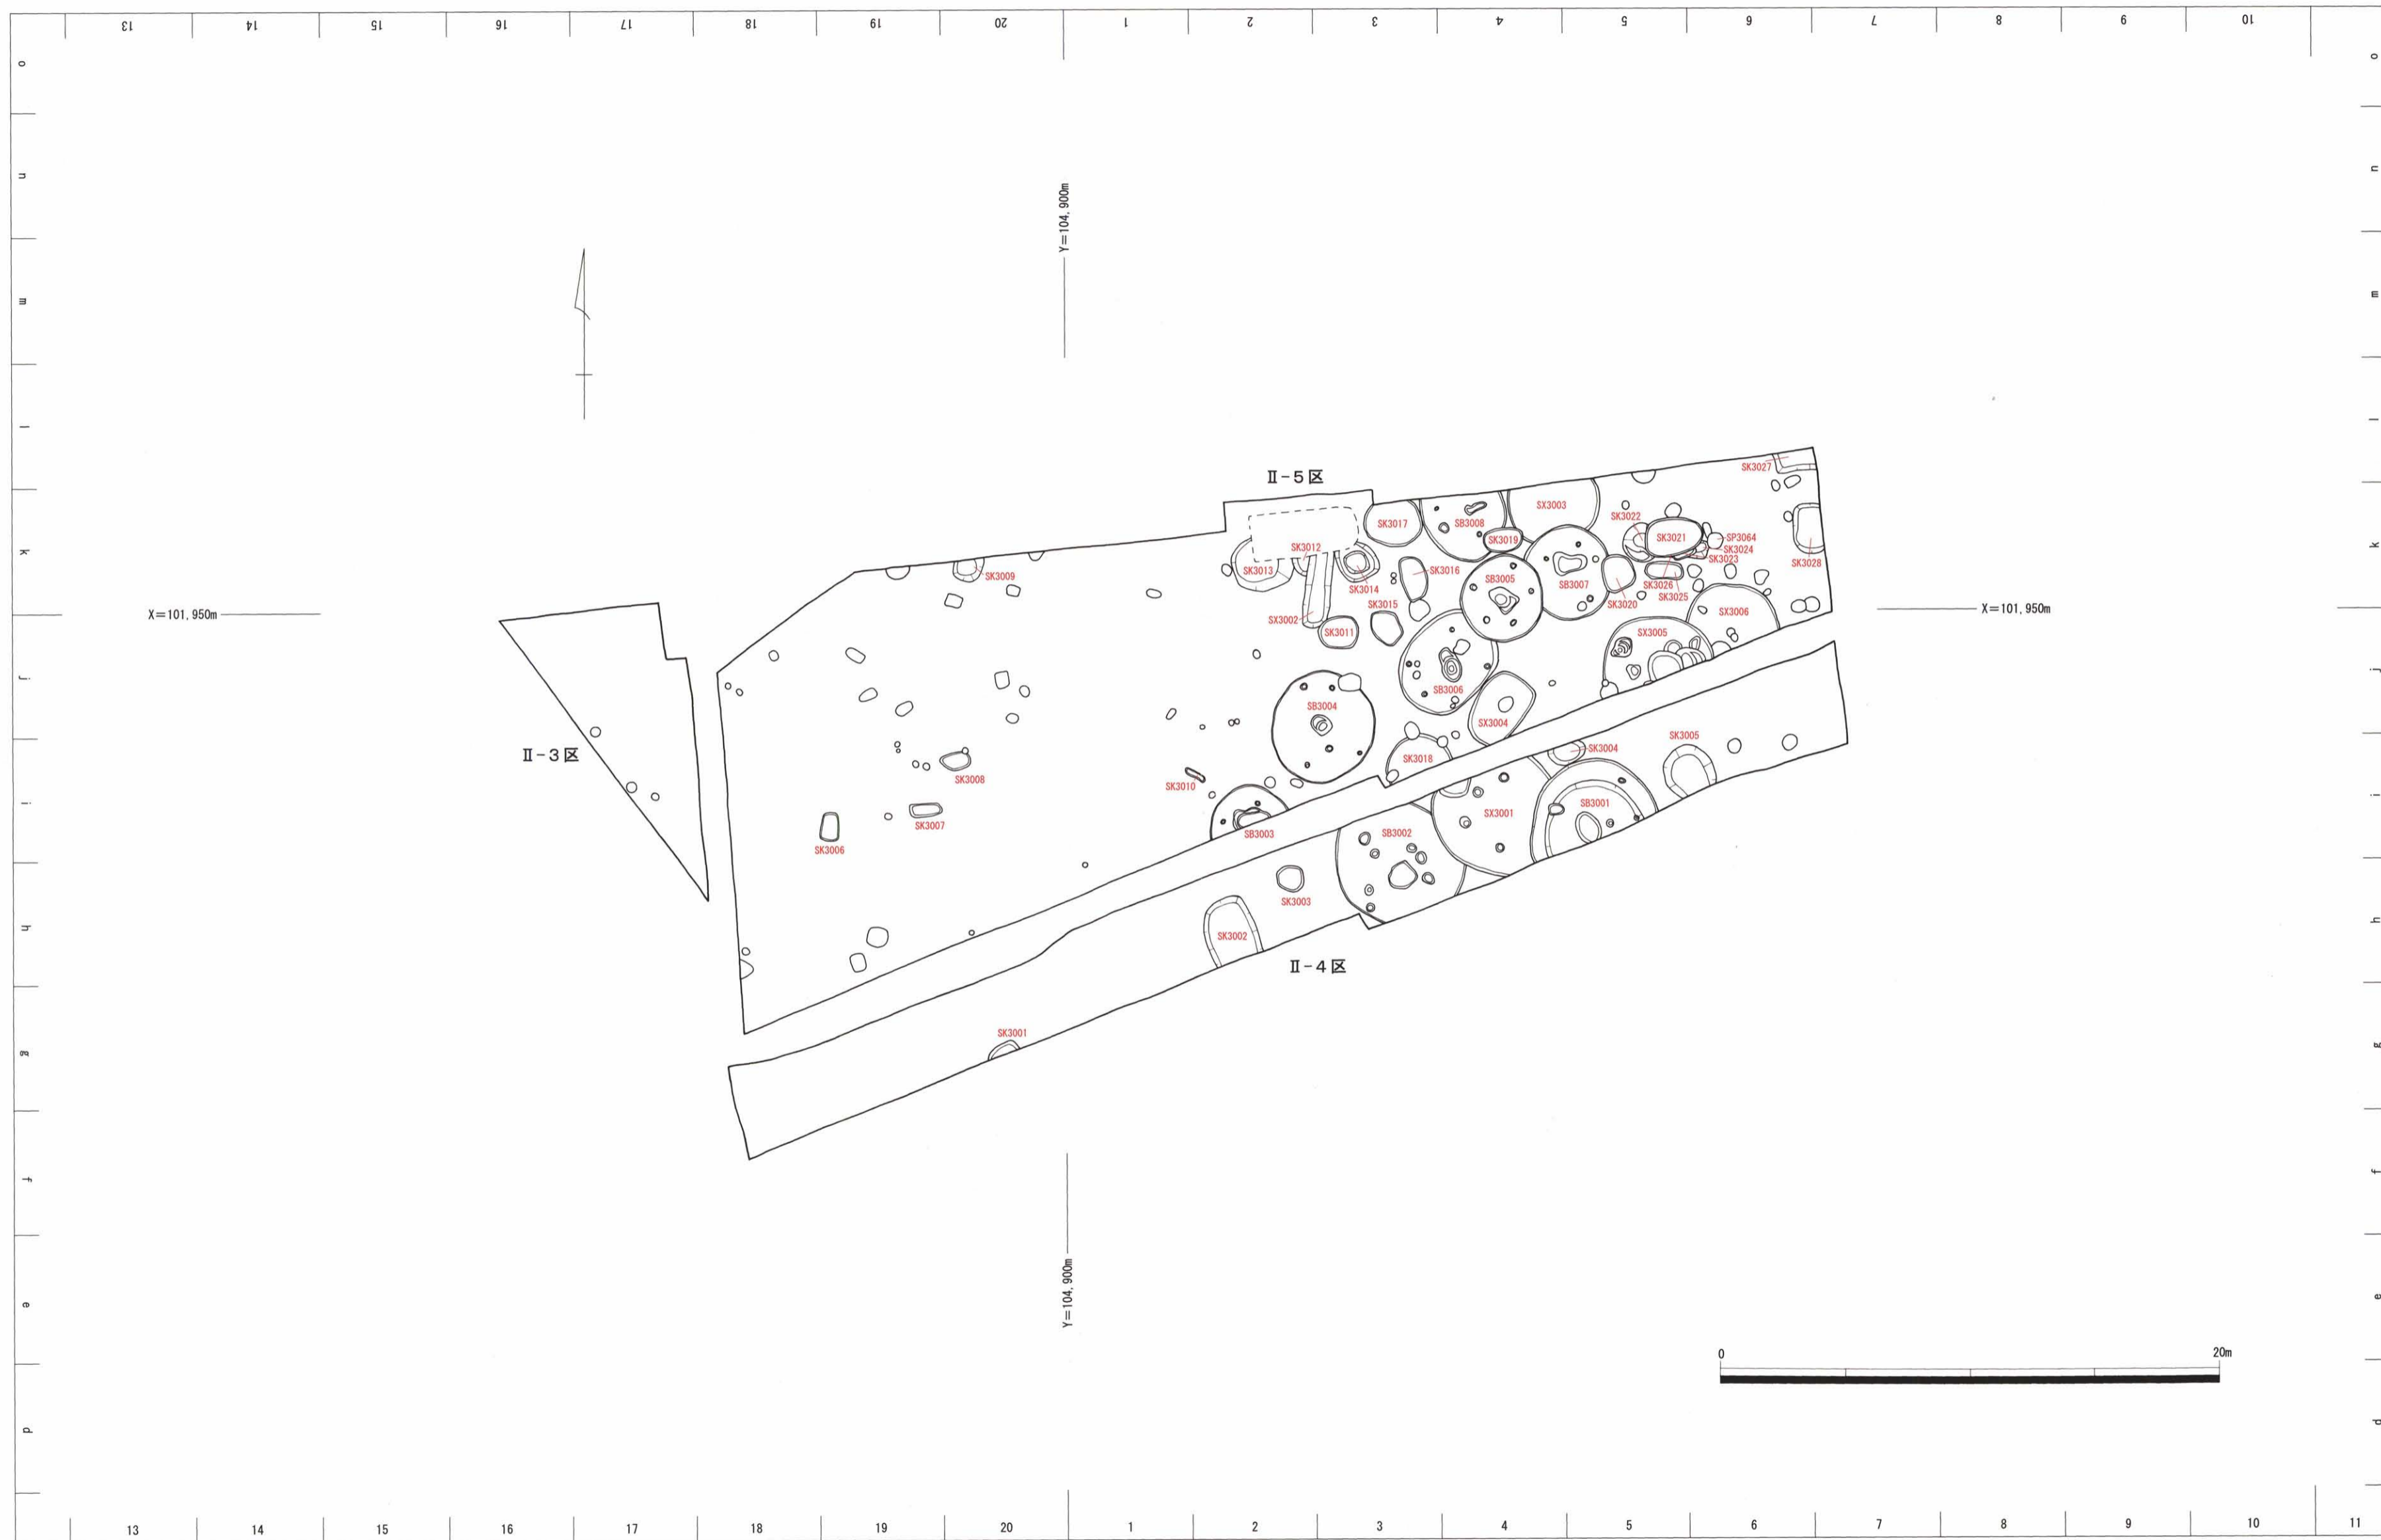 13 14 15 16 17 18 19 20 1 2 3 4 5 6 7 8 9 10
o o
n n
Y=104,900m
m m
l l
Ⅱ-5区
SK3027
SK3017 SB3008 SX3003
SK3022 SK3021 SP3064
SK3019 SK3024
SK3012 SK3023
k k
SK3013 SK3028
SK3009 SK3014 SK3016 SB3005 SB3007 SK3026
SK3025
SK3015 SK3020
X=101,950m SX3002 SX3006 X=101,950m
SK3011 SX3005
j j
SB3006
SB3004 SX3004
Ⅱ-3区 SK3004 SK3005
SK3008 SK3010 SK3018
i i
SB3001
SK3007 SX3001
SK3006 SB3003 SB3002
SK3003
h h
SK3002
Ⅱ-4区
SK3001
g g
f f
Y=104,900m
e e
0 20m
d d
13 14 15 16 17 18 19 20 1 2 3 4 5 6 7 8 9 10 11